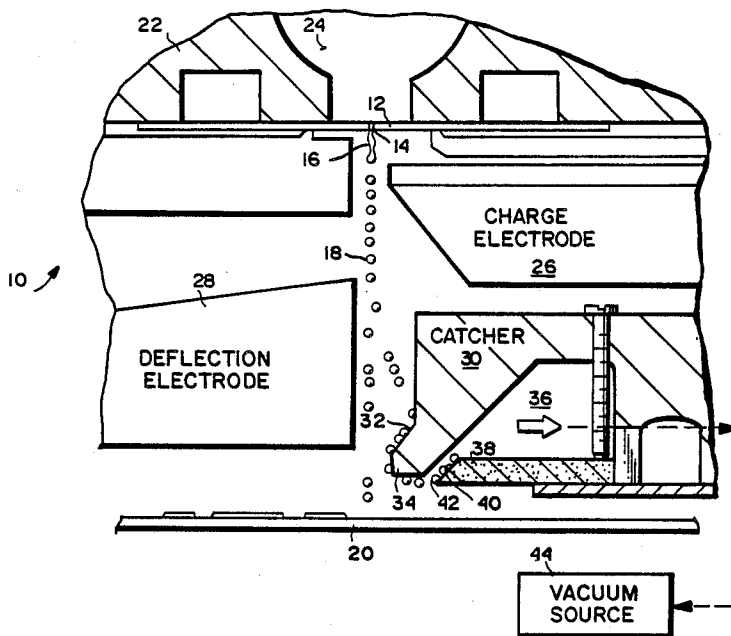 22
24
12
14
16
CHARGE
ELECTRODE
26
18
10
28
CATCHER
30
DEFLECTION
ELECTRODE
32
36
38
34
42
40
20
44
VACUUM
SOURCE